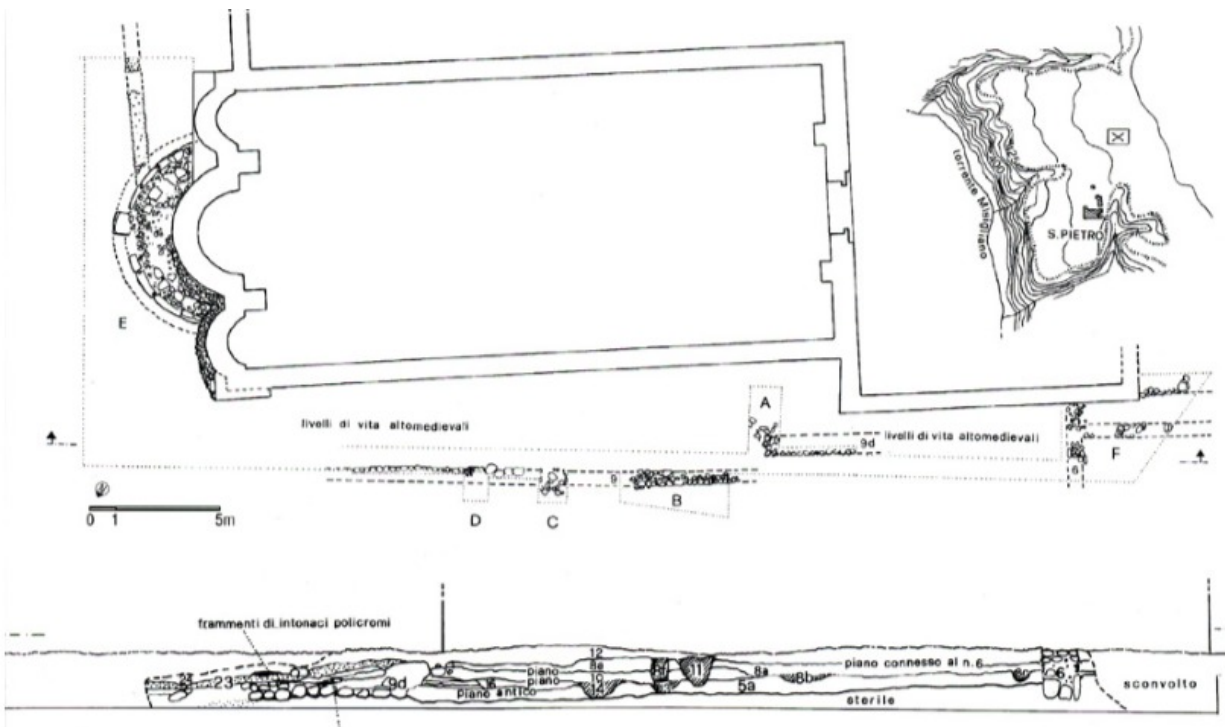 torrente Misigliano
S. PIETRO
E
A
livelli di vita altomedievali
9d
livelli di vita altomedievali
F
6
9
B
D
C
0 1 5m
frammenti di intonaci policromi
12
8e
piano
piano
10
14
11
8a
8b
piano connesso al n.6
6
23
9d
piano antico
5a
sterile
sconvolto